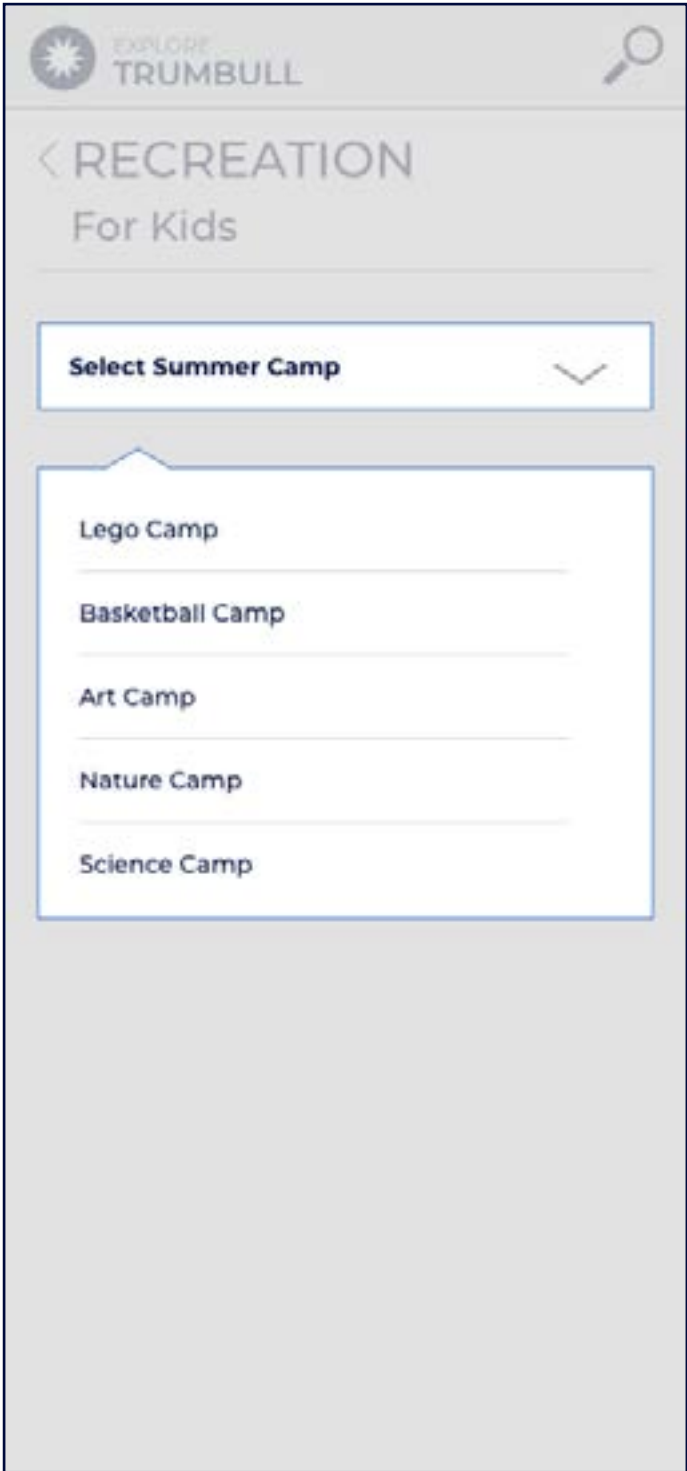 EXPLORE
TRUMBULL
RECREATION
For Kids
Select Summer Camp
Lego Camp
Basketball Camp
Art Camp
Nature Camp
Science Camp